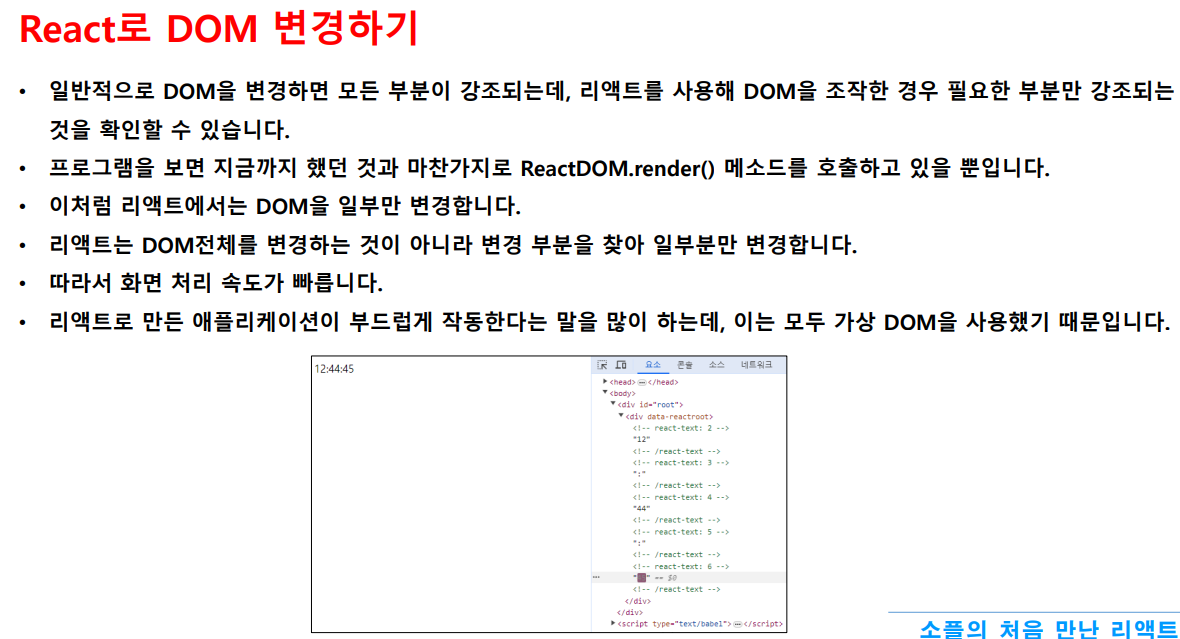 React로 DOM 변경하기
• 일반적으로 DOM을 변경하면 모든 부분이 강조되는데, 리액트를 사용해 DOM을 조작한 경우 필요한 부분만 강조되는
것을 확인할 수 있습니다.
• 프로그램을 보면 지금까지 했던 것과 마찬가지로 ReactDOM.render() 메소드를 호출하고 있을 뿐입니다.
• 이처럼 리액트에서는 DOM을 일부만 변경합니다.
• 리액트는 DOM전체를 변경하는 것이 아니라 변경 부분을 찾아 일부분만 변경합니다.
• 따라서 화면 처리 속도가 빠릅니다.
• 리액트로 만든 애플리케이션이 부드럽게 작동한다는 말을 많이 하는데, 이는 모두 가상 DOM을 사용했기 때문입니다.
12:44:45
요소 콘솔 소스 네트워크
<head> ⋯ </head>
<body>
<div id="root">
<div data-reactroot>
<!-- react-text: 2 -->
"12"
<!-- /react-text -->
<!-- react-text: 3 -->
":"
<!-- /react-text -->
<!-- react-text: 4 -->
"44"
<!-- /react-text -->
<!-- react-text: 5 -->
":"
<!-- /react-text -->
<!-- react-text: 6 -->
" " == $0
<!-- /react-text -->
</div>
</div>
<script type="text/babel"> ⋯ </script>
소플의 처음 만난 리액트